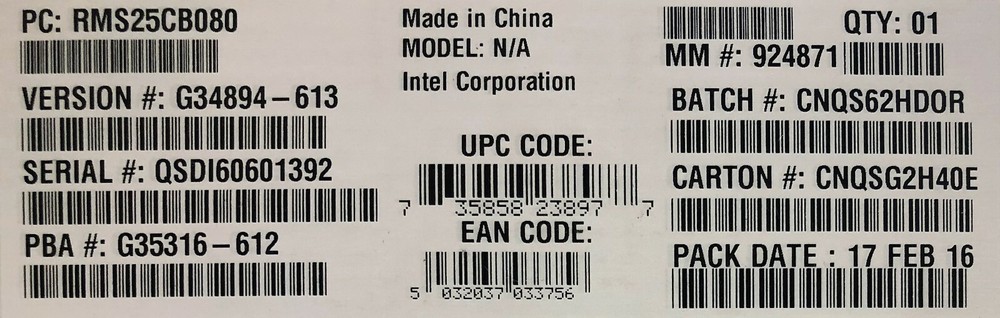 PC: RMS25CB080
VERSION #: G34894-613
SERIAL #: QSDI60601392
PBA #: G35316-612
Made in China
MODEL: N/A
Intel Corporation
UPC CODE:
7 35858 23897 7
EAN CODE:
5 032037 033756
QTY: 01
MM #: 924871
BATCH #: CNQS62HDOR
CARTON #: CNQSG2H40E
PACK DATE : 17 FEB 16